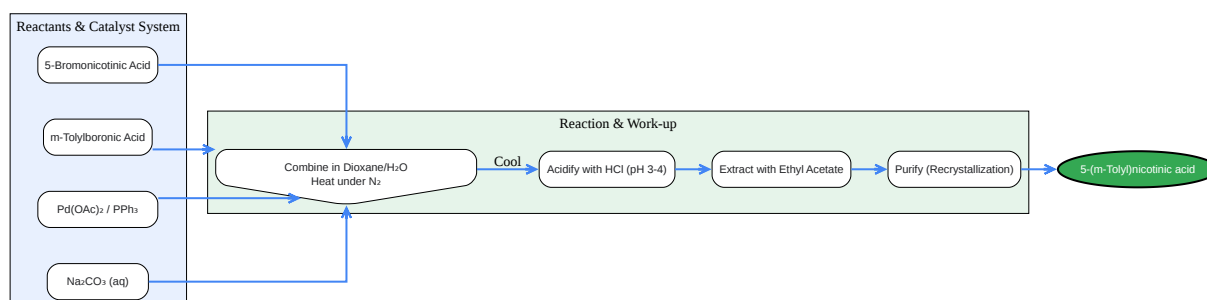 Reactants & Catalyst System
5-Bromonicotinic Acid
m-Tolylboronic Acid
Pd(OAc)₂ / PPh₃
Na₂CO₃ (aq)
Reaction & Work-up
Combine in Dioxane/H₂O
Heat under N₂
Cool
Acidify with HCl (pH 3-4)
Extract with Ethyl Acetate
Purify (Recrystallization)
5-(m-Tolyl)nicotinic acid